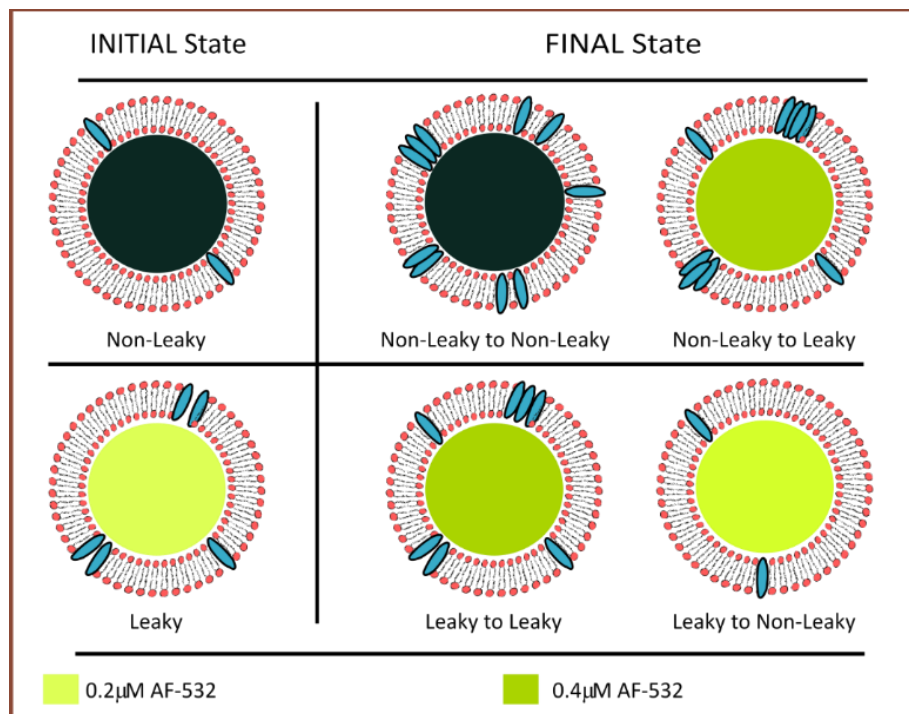 INITIAL State
FINAL State
Non-Leaky
Non-Leaky to Non-Leaky
Non-Leaky to Leaky
Leaky
Leaky to Leaky
Leaky to Non-Leaky
0.2μM AF-532
0.4μM AF-532